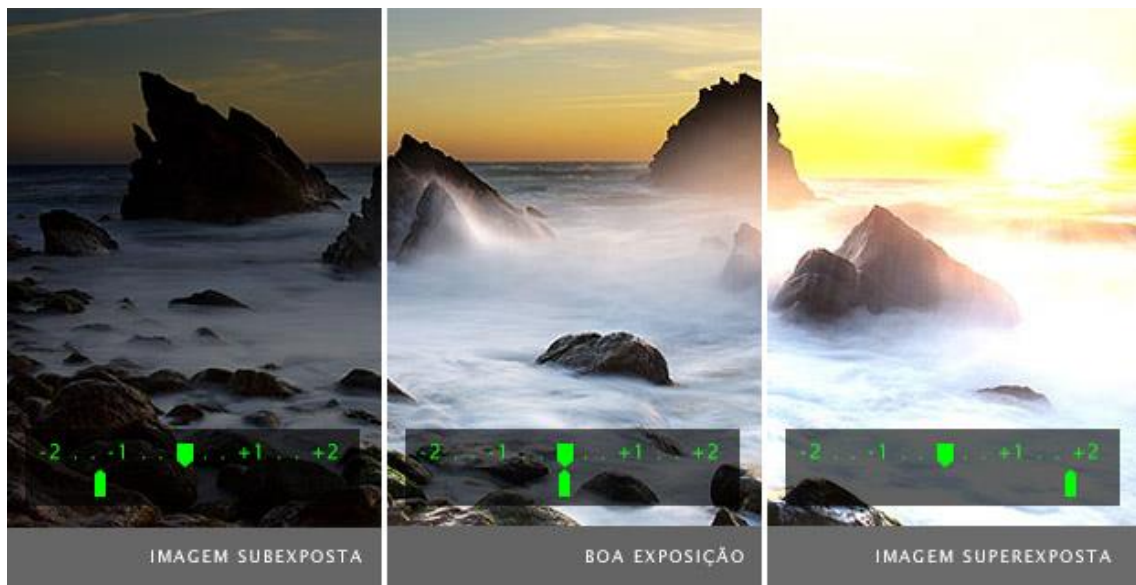 -2 . . -1 . . . . +1 . . +2
IMAGEM SUBEXPOSTA
-2 . . -1 . . . . +1 . . +2
BOA EXPOSIÇÃO
-2 . . -1 . . . . +1 . . +2
IMAGEM SUPEREXPOSTA